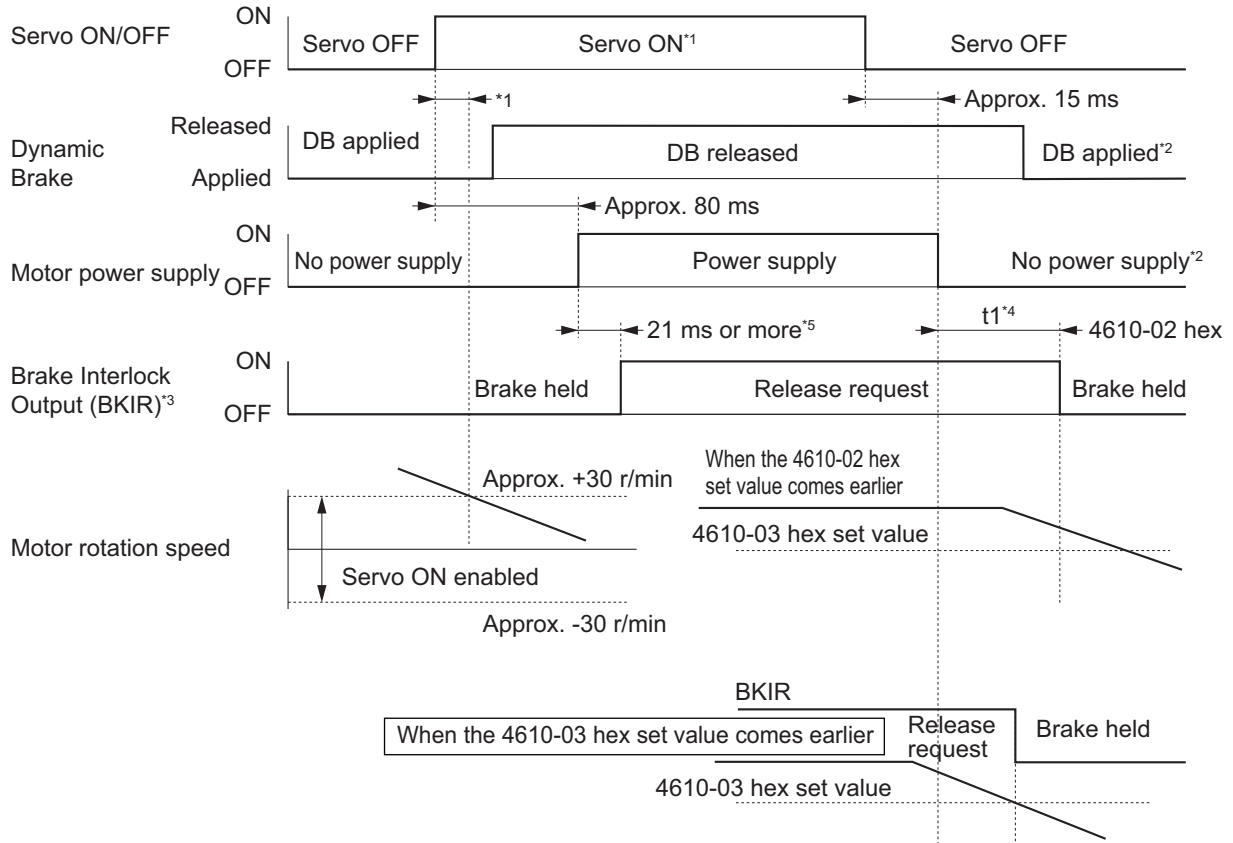 ON
Servo ON/OFF
Servo OFF
Servo ON*1
Servo OFF
OFF
*1
Approx. 15 ms
Released
Dynamic
Brake
DB applied
DB released
DB applied*2
Applied
Approx. 80 ms
ON
Motor power supply
No power supply
Power supply
No power supply*2
OFF
21 ms or more*5
t1*4
4610-02 hex
ON
Brake Interlock
Output (BKIR)*3
Brake held
Release request
Brake held
OFF
Approx. +30 r/min
When the 4610-02 hex
set value comes earlier
4610-03 hex set value
Motor rotation speed
Servo ON enabled
Approx. -30 r/min
BKIR
When the 4610-03 hex set value comes earlier
Release
request
Brake held
4610-03 hex set value